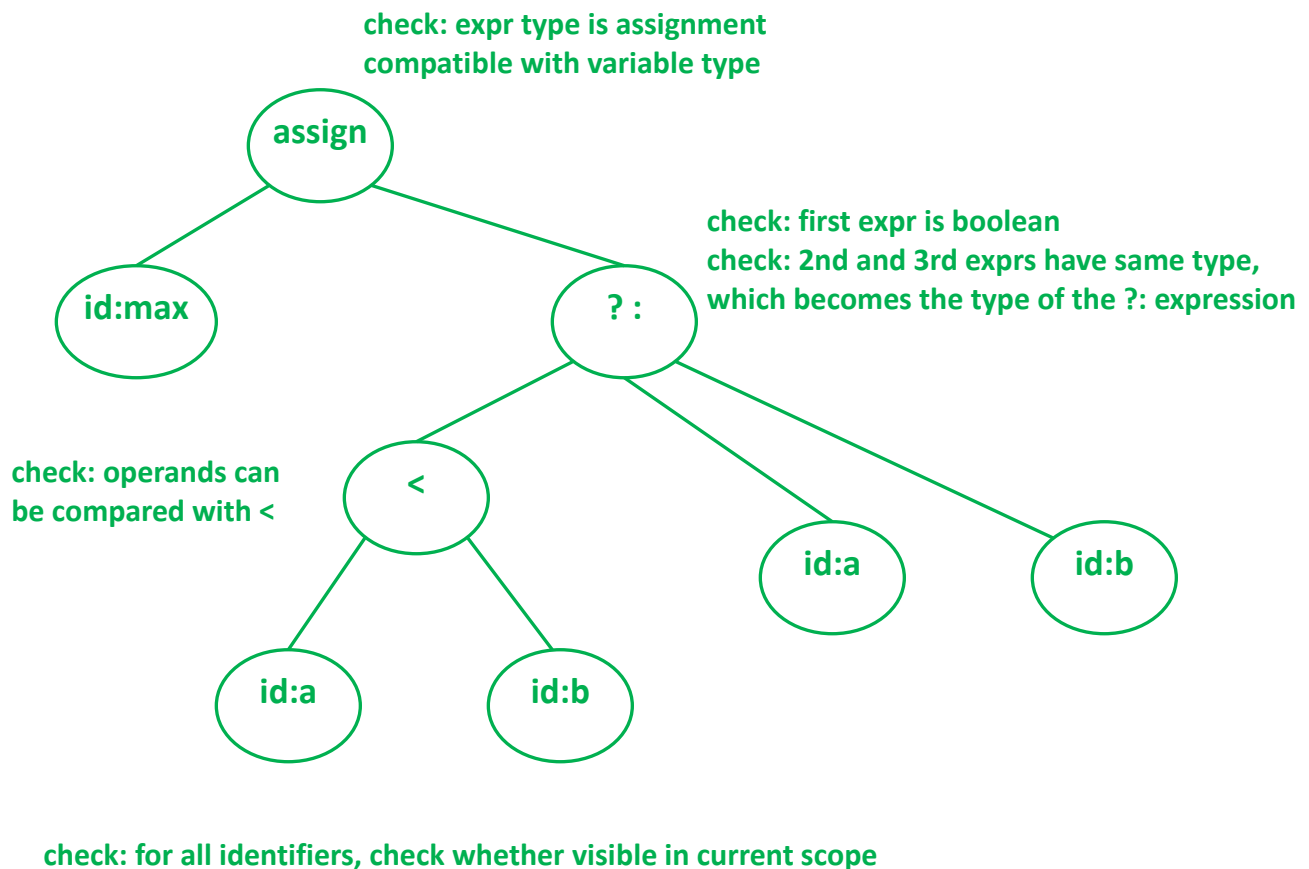 check: expr type is assignment
compatible with variable type
assign
check: first expr is boolean
check: 2nd and 3rd exprs have same type,
which becomes the type of the ?: expression
id:max
? :
check: operands can
be compared with <
<
id:a
id:b
id:a
id:b
check: for all identifiers, check whether visible in current scope